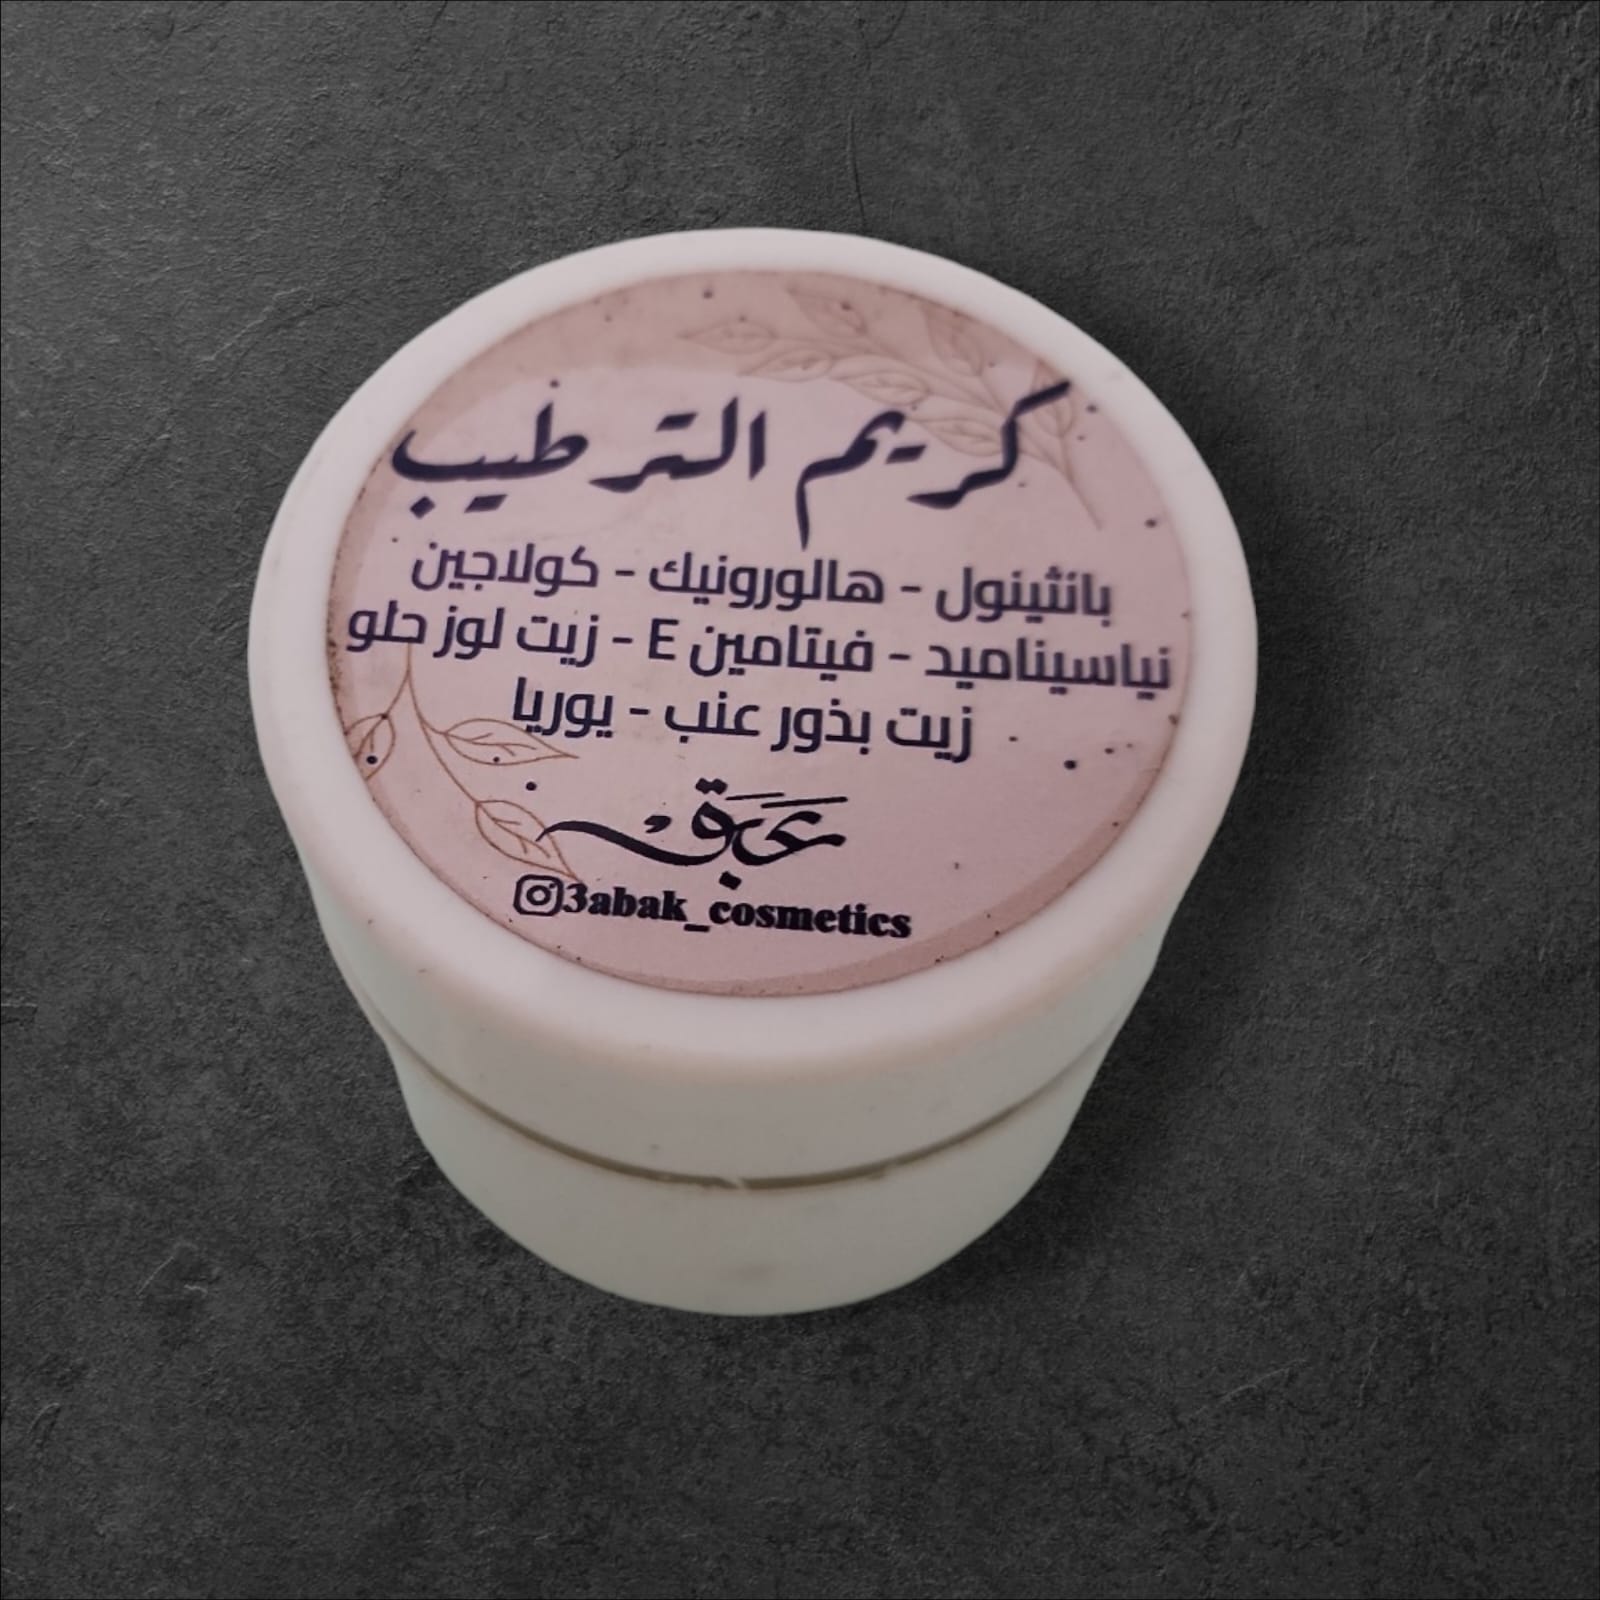 كريم الترطيب
بانثينول - هالورونيك - كولاجين
نياسيناميد - فيتامين E - زيت لوز حلو
زيت بذور عنب - يوريا
عبق
3abak_cosmetics